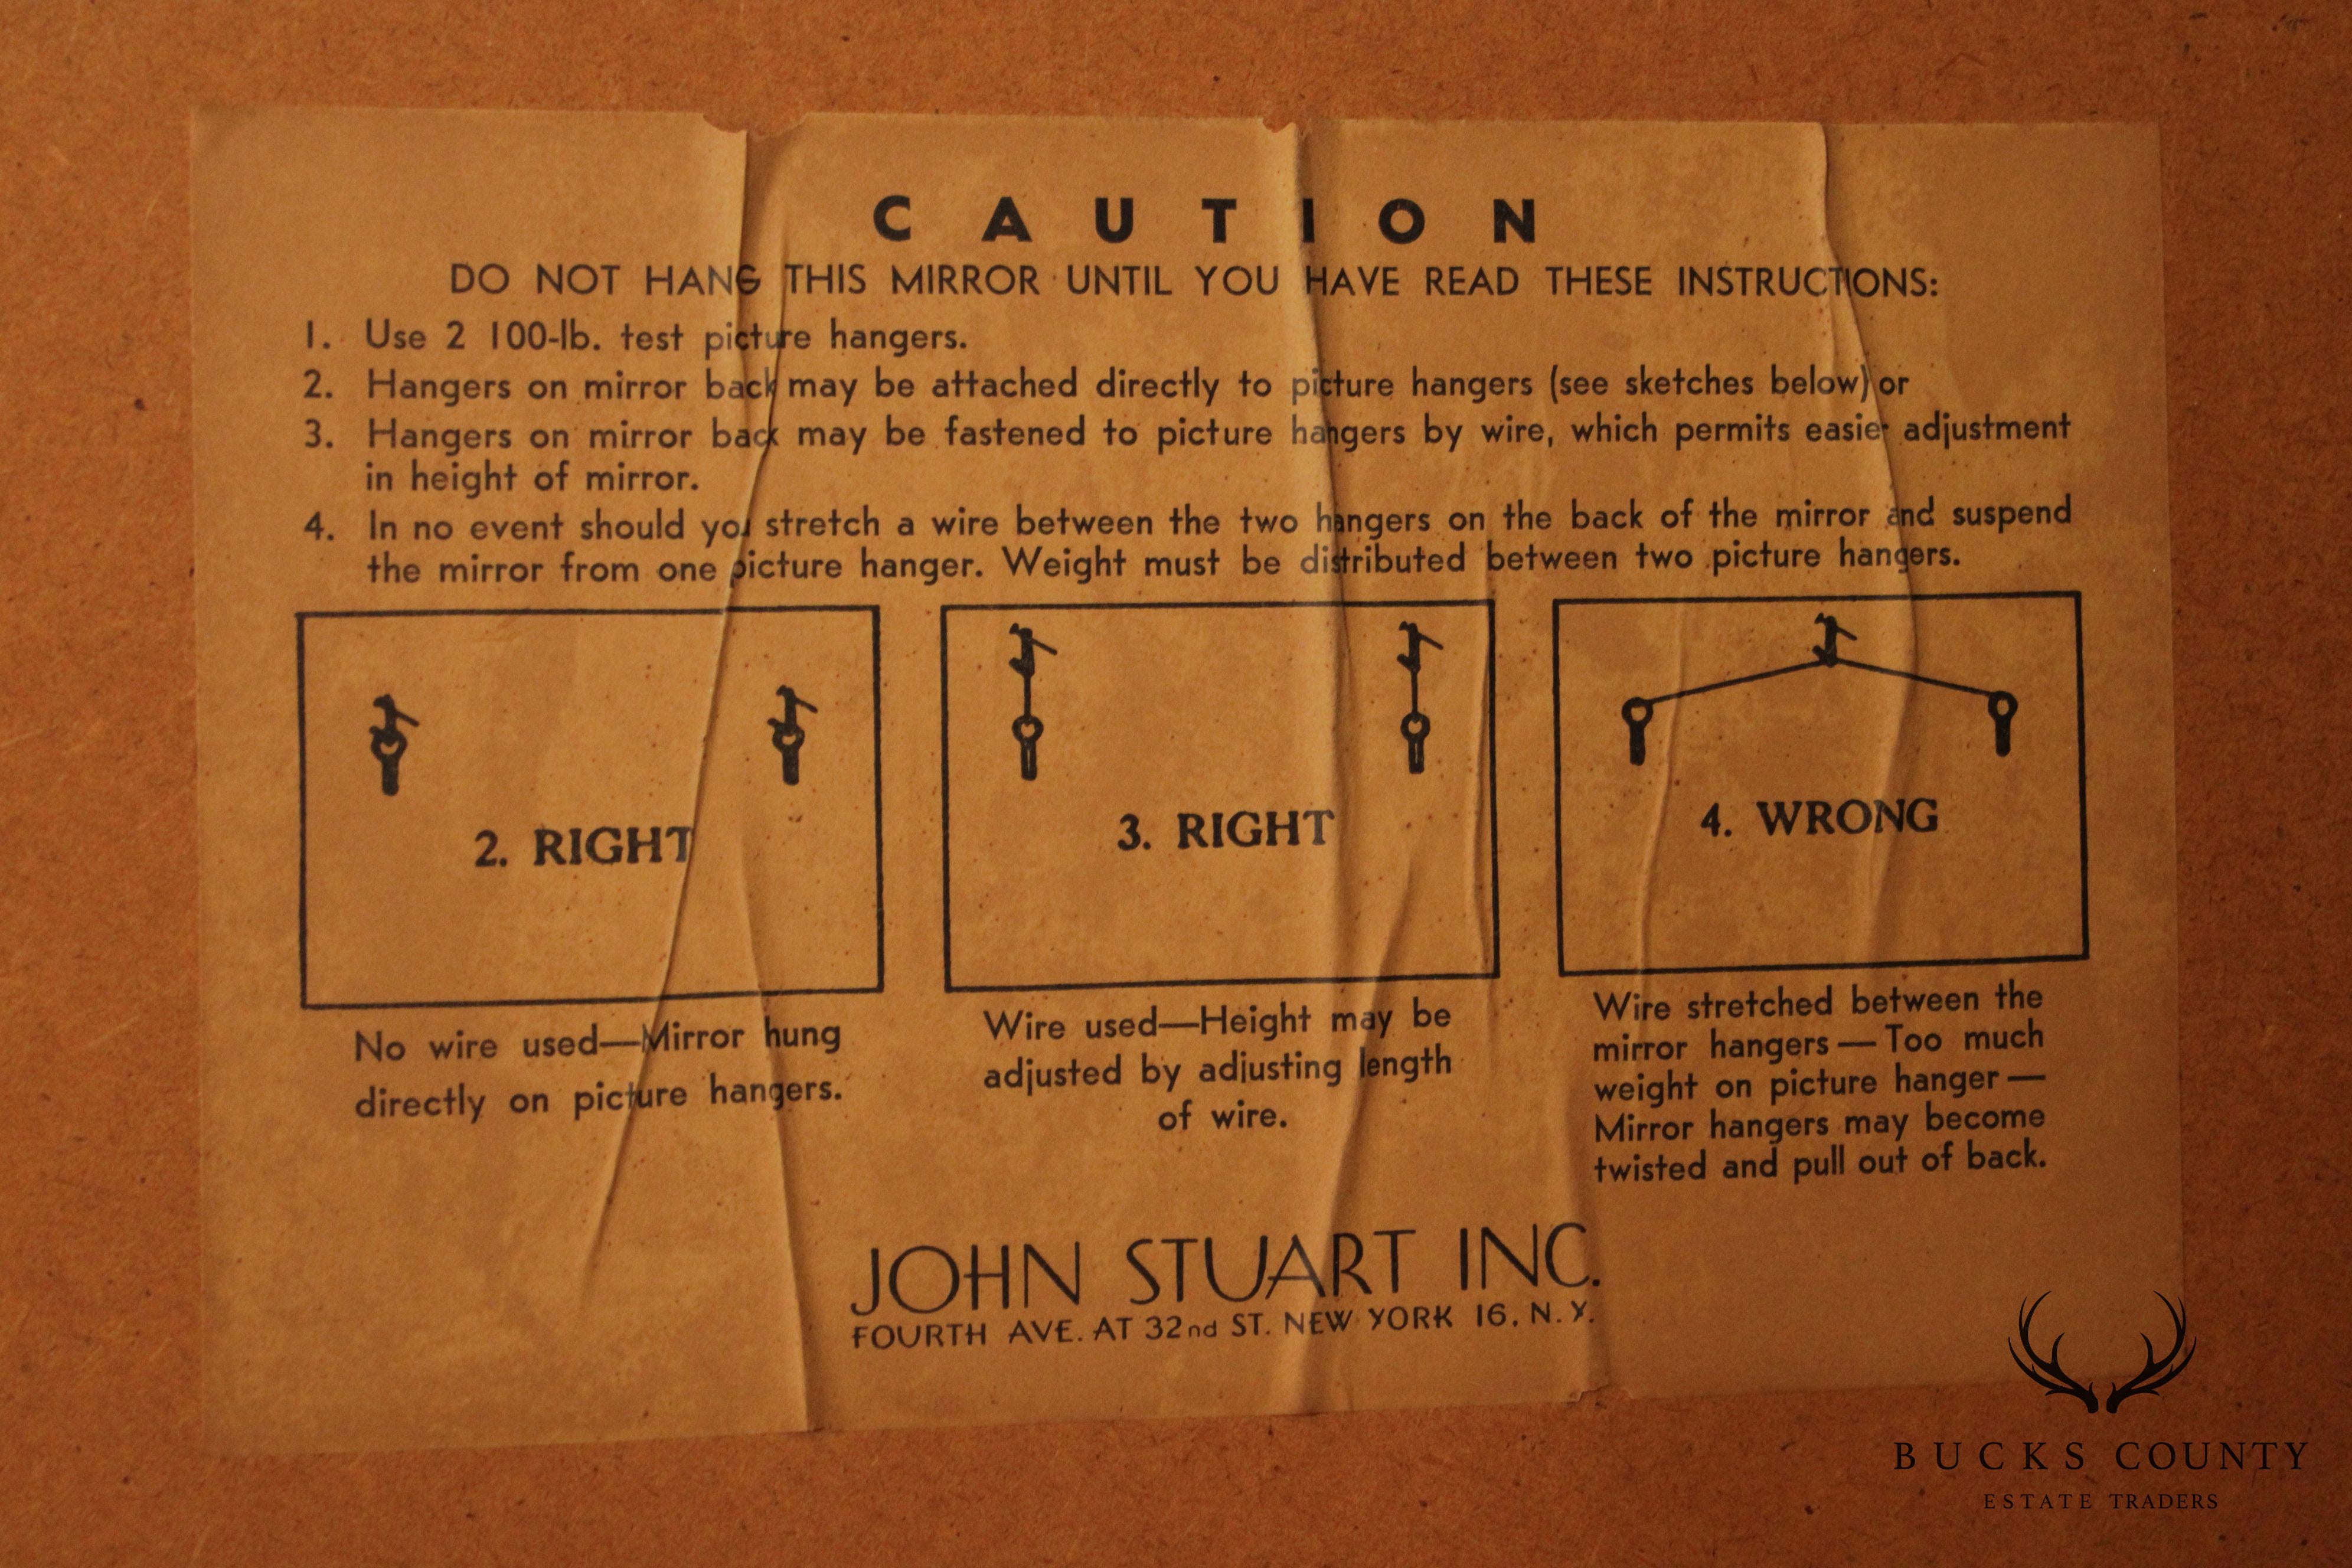 CAUTION
DO NOT HANG THIS MIRROR UNTIL YOU HAVE READ THESE INSTRUCTIONS:
1. Use 2 100-lb. test picture hangers.
2. Hangers on mirror back may be attached directly to picture hangers (see sketches below) or
3. Hangers on mirror back may be fastened to picture hangers by wire, which permits easier adjustment
in height of mirror.
4. In no event should you stretch a wire between the two hangers on the back of the mirror and suspend
the mirror from one picture hanger. Weight must be distributed between two picture hangers.
2. RIGHT
No wire used—Mirror hung
directly on picture hangers.
3. RIGHT
Wire used—Height may be
adjusted by adjusting length
of wire.
4. WRONG
Wire stretched between the
mirror hangers — Too much
weight on picture hanger —
Mirror hangers may become
twisted and pull out of back.
JOHN STUART INC.
FOURTH AVE. AT 32nd ST. NEW YORK 16. N. Y.
BUCKS COUNTY
ESTATE TRADERS